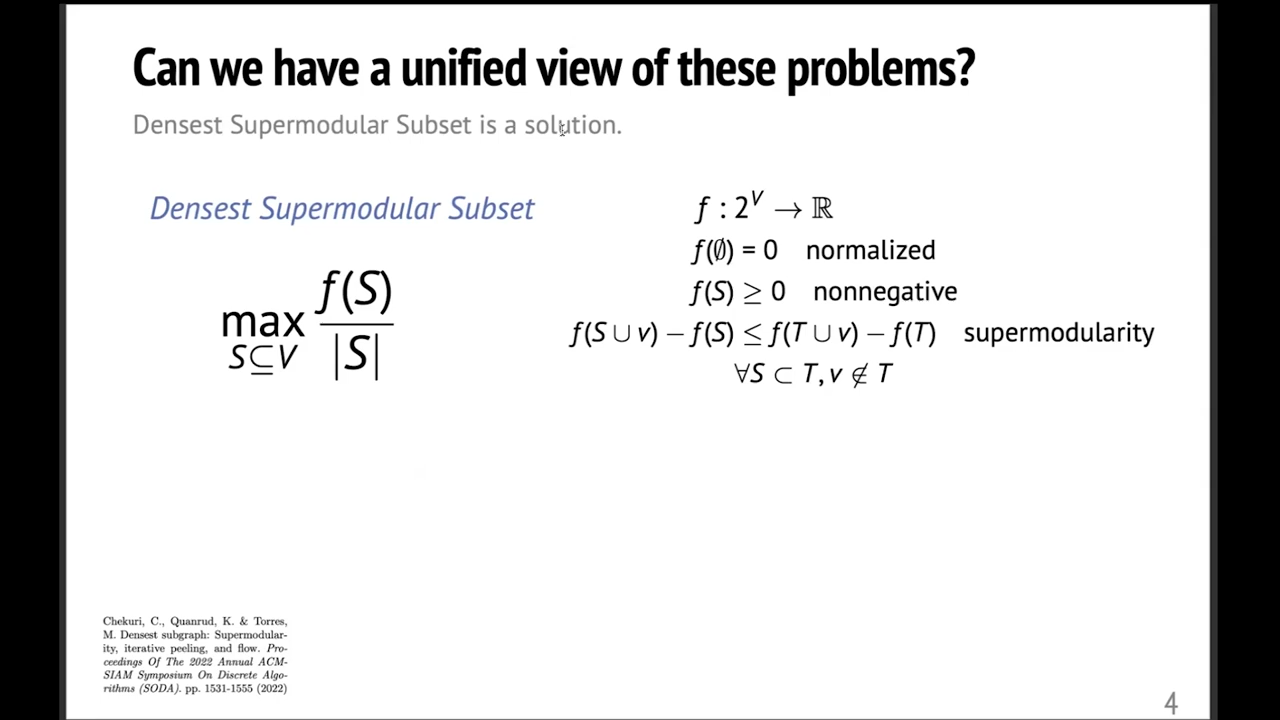 Can we have a unified view of these problems?
Densest Supermodular Subset is a solution.
Densest Supermodular Subset
max f(S)
S⊆V |S|
f : 2^V → ℝ
f(∅) = 0 normalized
f(S) ≥ 0 nonnegative
f(S ∪ v) − f(S) ≤ f(T ∪ v) − f(T) supermodularity
∀S ⊂ T, v ∉ T
Chekuri, C., Quanrud, K. & Torres,
M. Densest subgraph: Supermodular-
ity, iterative peeling, and flow. Pro-
ceedings Of The 2022 Annual ACM-
SIAM Symposium On Discrete Algo-
rithms (SODA). pp. 1531-1555 (2022)
4